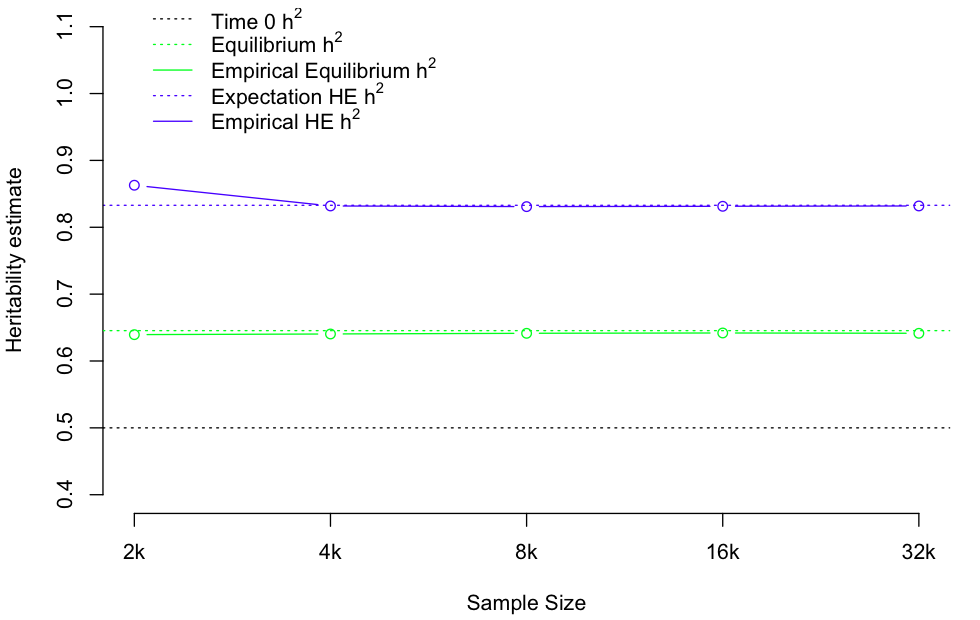 Time 0 h²
Equilibrium h²
Empirical Equilibrium h²
Expectation HE h²
Empirical HE h²
Heritability estimate
1.1
1.0
0.9
0.8
0.7
0.6
0.5
0.4
2k 4k 8k 16k 32k
Sample Size